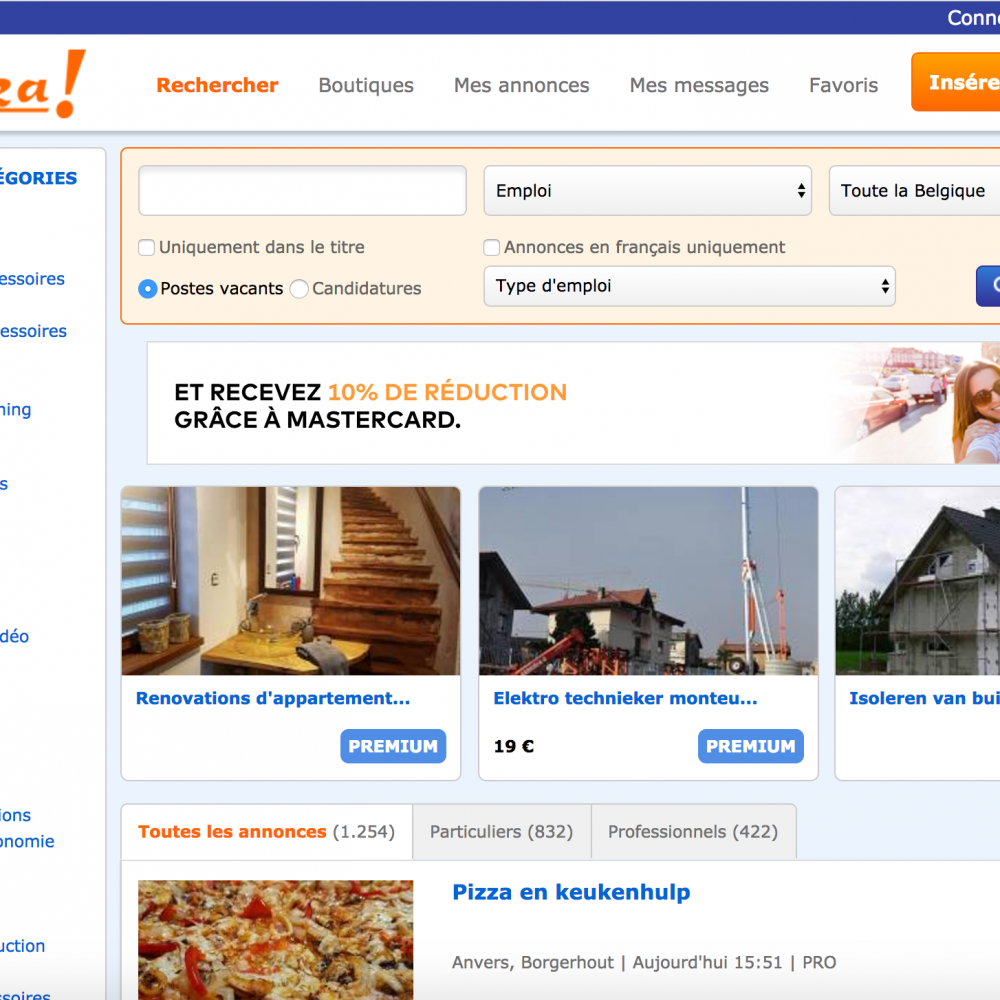 Conne
za!
Rechercher Boutiques Mes annonces Mes messages Favoris Insére
ÉGORIES
essoires
essoires
ning
s
déo
ions
onomie
uction
ssoires
Emploi Toute la Belgique
Uniquement dans le titre Annonces en français uniquement
Postes vacants Candidatures Type d'emploi
ET RECEVEZ 10% DE RÉDUCTION
GRÂCE À MASTERCARD.
Renovations d'appartement...
PREMIUM
Elektro technieker monteu...
19 € PREMIUM
Isoleren van bui
Toutes les annonces (1.254) Particuliers (832) Professionnels (422)
Pizza en keukenhulp
Anvers, Borgerhout | Aujourd'hui 15:51 | PRO